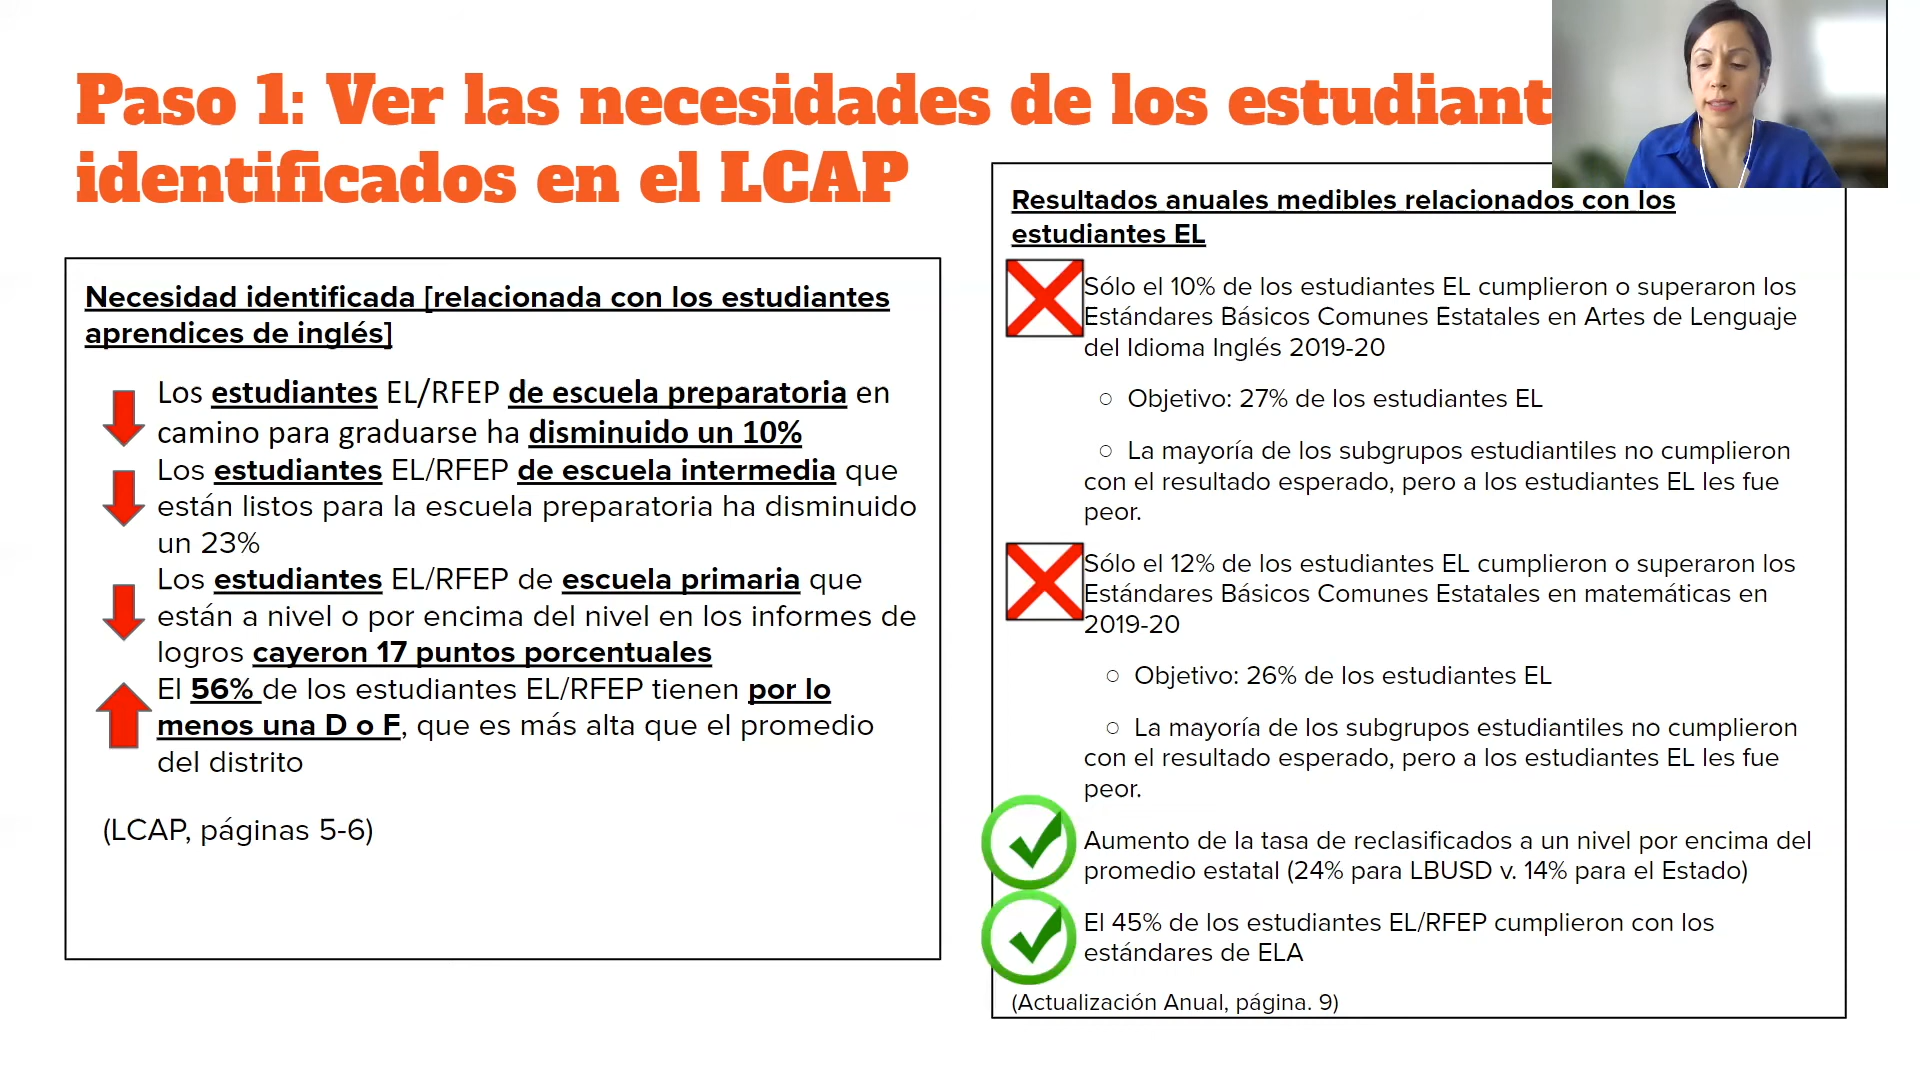 Paso 1: Ver las necesidades de los estudiant
identificados en el LCAP
Necesidad identificada [relacionada con los estudiantes
aprendices de inglés]
Los estudiantes EL/RFEP de escuela preparatoria en
camino para graduarse ha disminuido un 10%
Los estudiantes EL/RFEP de escuela intermedia que
están listos para la escuela preparatoria ha disminuido
un 23%
Los estudiantes EL/RFEP de escuela primaria que
están a nivel o por encima del nivel en los informes de
logros cayeron 17 puntos porcentuales
El 56% de los estudiantes EL/RFEP tienen por lo
menos una D o F, que es más alta que el promedio
del distrito
(LCAP, páginas 5-6)
Resultados anuales medibles relacionados con los
estudiantes EL
Sólo el 10% de los estudiantes EL cumplieron o superaron los
Estándares Básicos Comunes Estatales en Artes de Lenguaje
del Idioma Inglés 2019-20
○ Objetivo: 27% de los estudiantes EL
○ La mayoría de los subgrupos estudiantiles no cumplieron
con el resultado esperado, pero a los estudiantes EL les fue
peor.
Sólo el 12% de los estudiantes EL cumplieron o superaron los
Estándares Básicos Comunes Estatales en matemáticas en
2019-20
○ Objetivo: 26% de los estudiantes EL
○ La mayoría de los subgrupos estudiantiles no cumplieron
con el resultado esperado, pero a los estudiantes EL les fue
peor.
Aumento de la tasa de reclasificados a un nivel por encima del
promedio estatal (24% para LBUSD v. 14% para el Estado)
El 45% de los estudiantes EL/RFEP cumplieron con los
estándares de ELA
(Actualización Anual, página. 9)